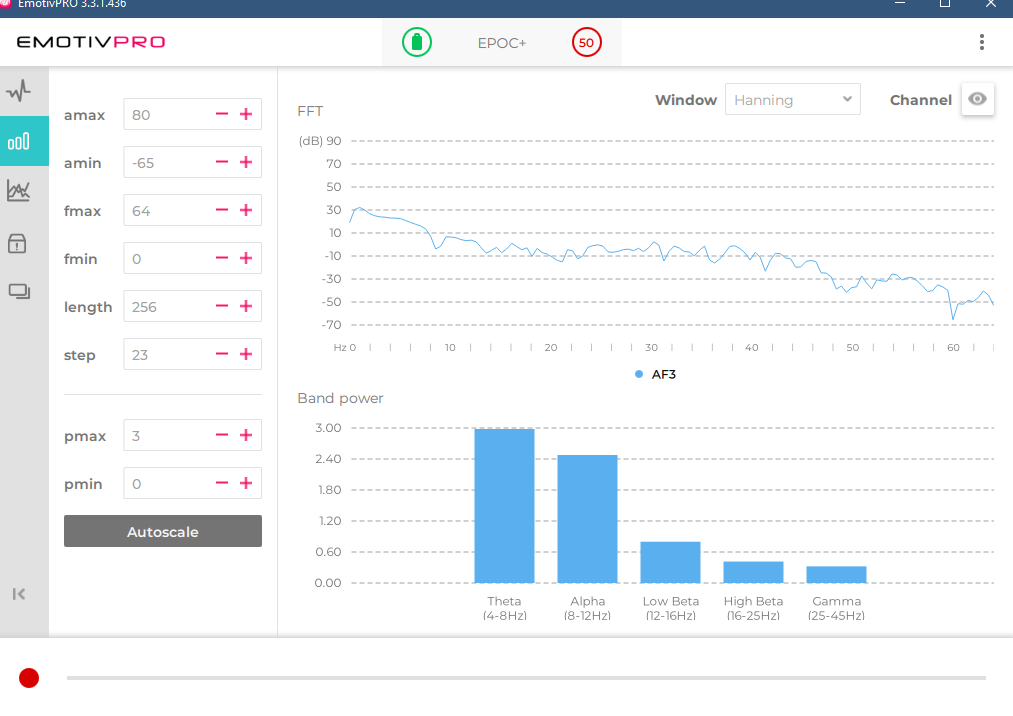 EmotivPRO 3.3.1.436
EMOTIVPRO
EPOC+
50
amax 80
amin -65
fmax 64
fmin 0
length 256
step 23
pmax 3
pmin 0
Autoscale
Window Hanning Channel
FFT
(dB) 90
70
50
30
10
-10
-30
-50
-70
Hz 0 10 20 30 40 50 60
AF3
Band power
3.00
2.40
1.80
1.20
0.60
0.00
Theta Alpha Low Beta High Beta Gamma
(4-8Hz) (8-12Hz) (12-16Hz) (16-25Hz) (25-45Hz)